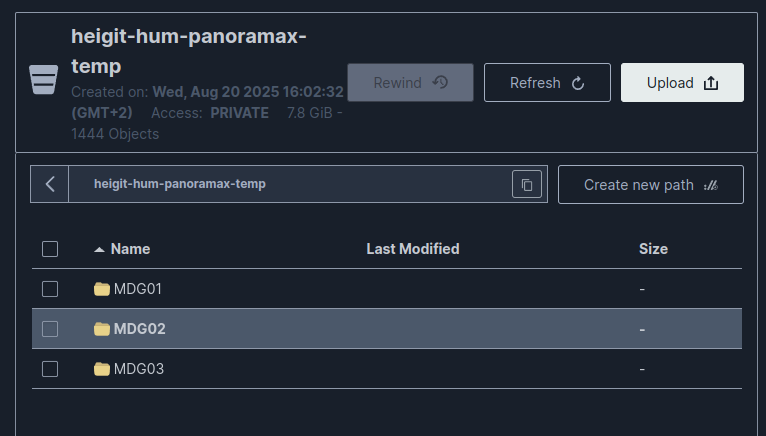 heigit-hum-panoramax-
temp
Created on: Wed, Aug 20 2025 16:02:32
(GMT+2) Access: PRIVATE 7.8 GiB -
1444 Objects
Rewind
Refresh
Upload
heigit-hum-panoramax-temp
Create new path
Name Last Modified Size
MDG01 -
MDG02 -
MDG03 -